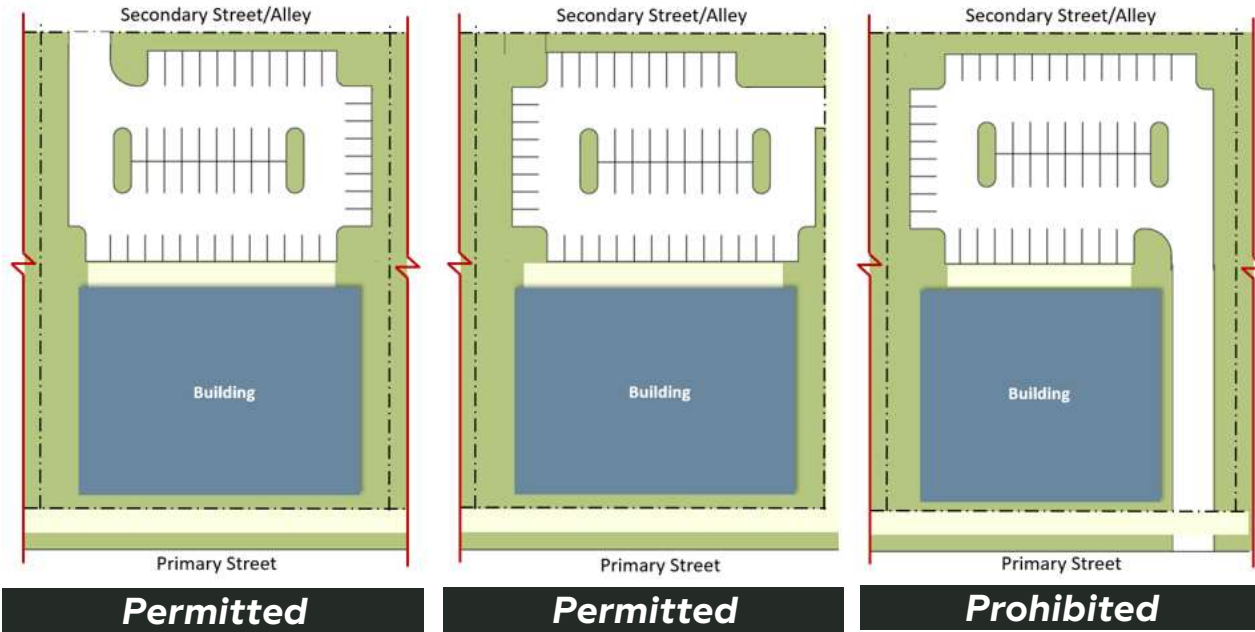 Secondary Street/Alley
Building
Primary Street
Permitted
Secondary Street/Alley
Building
Primary Street
Permitted
Secondary Street/Alley
Building
Primary Street
Prohibited